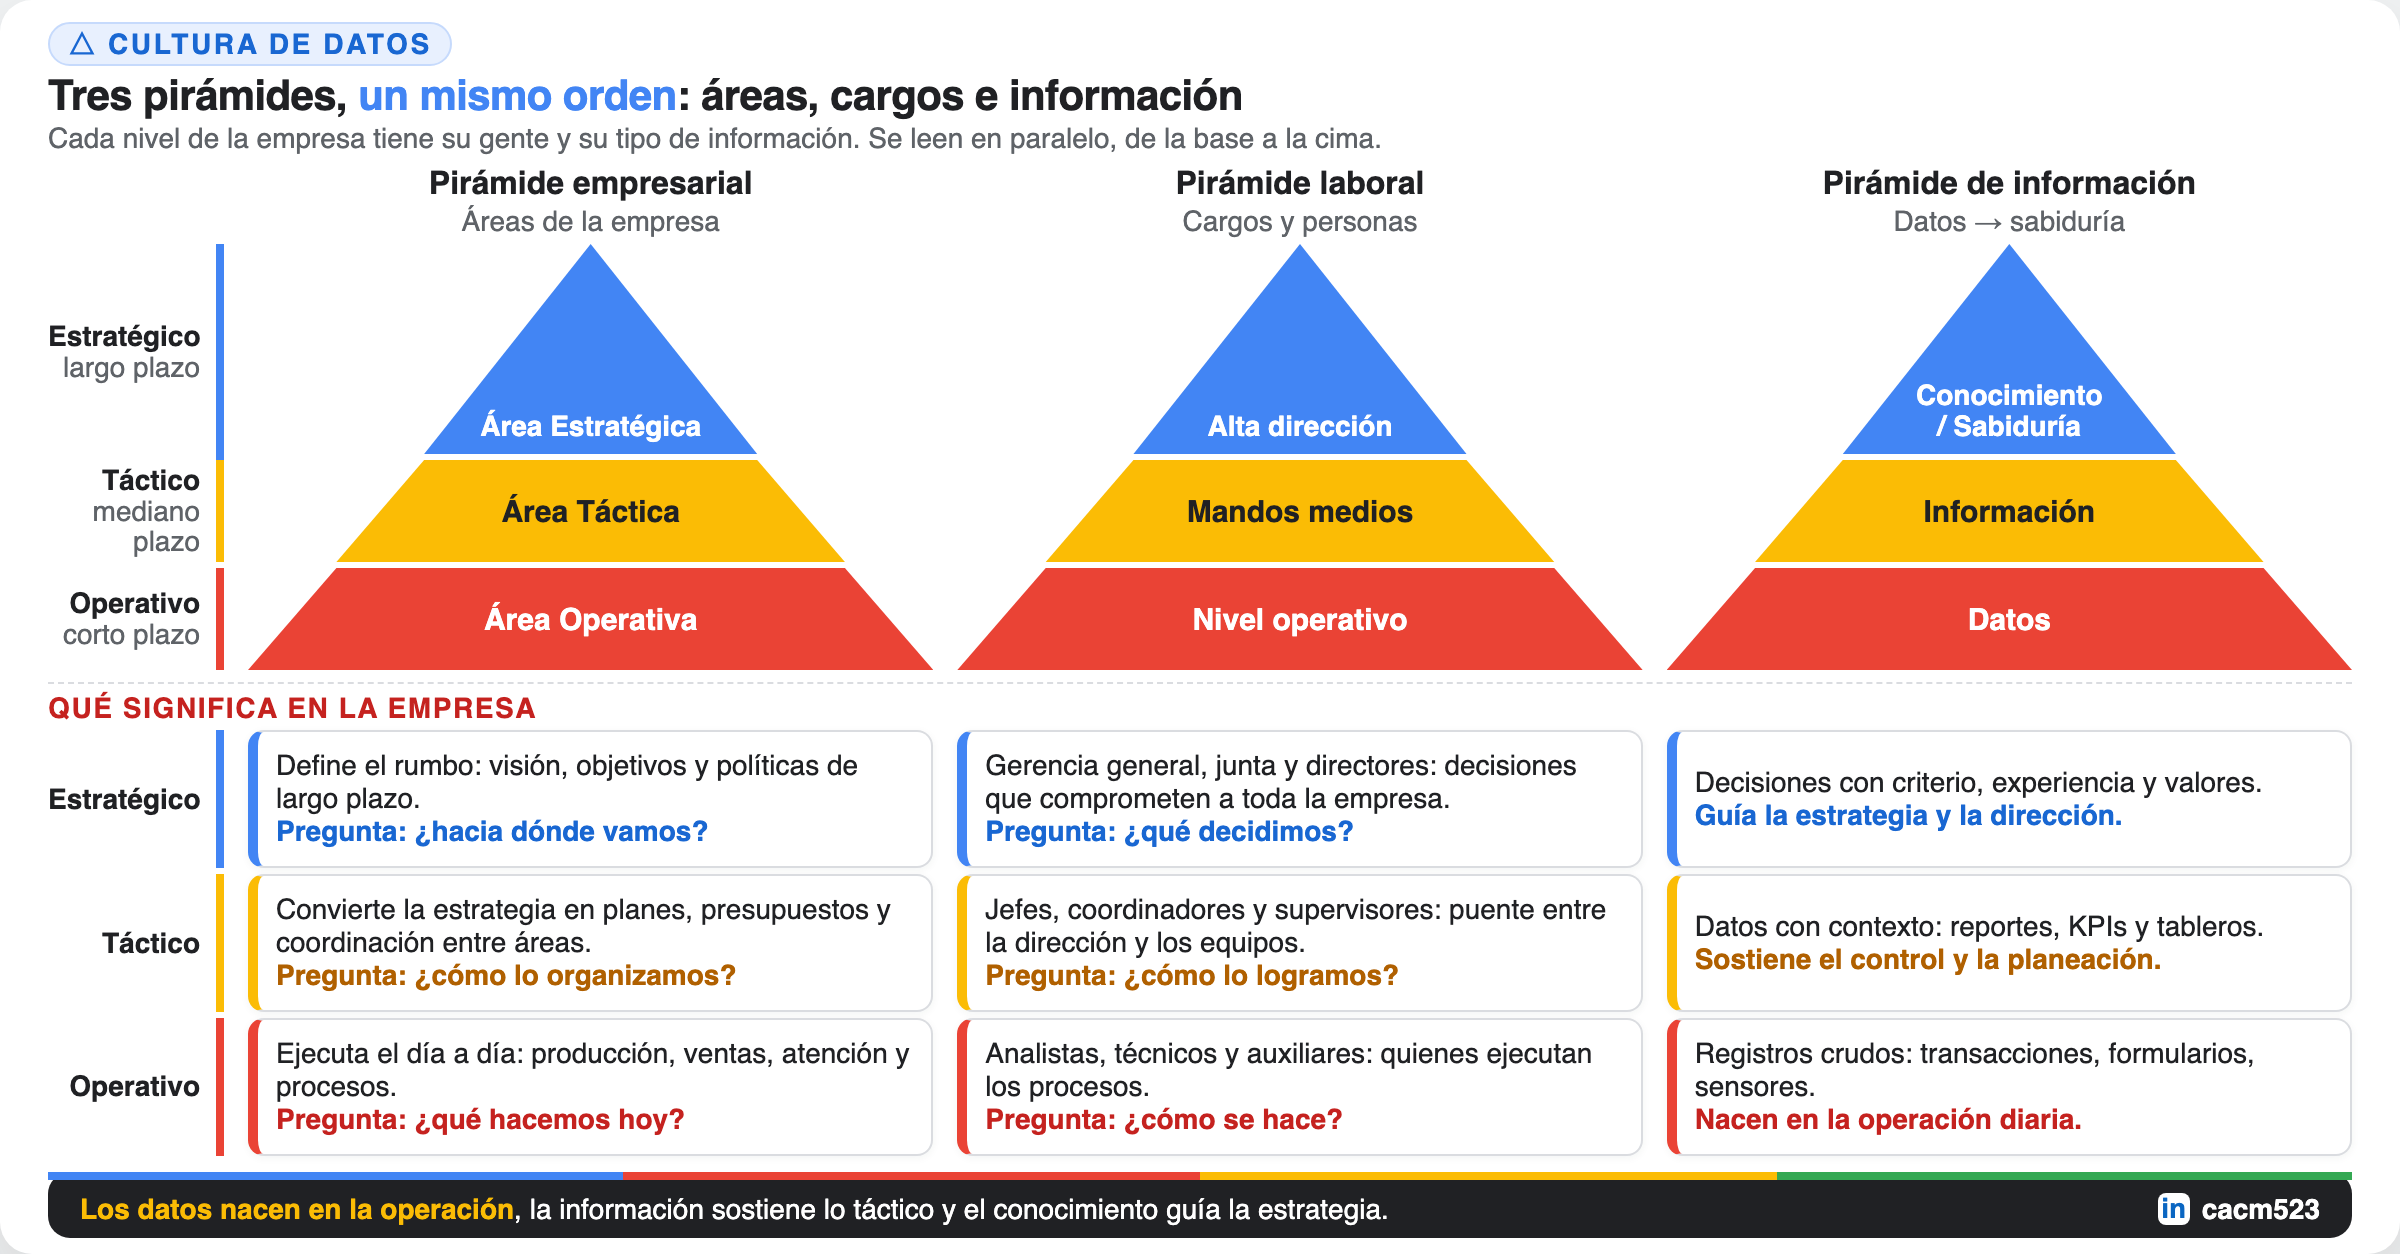 △ CULTURA DE DATOS
Tres pirámides, un mismo orden: áreas, cargos e información
Cada nivel de la empresa tiene su gente y su tipo de información. Se leen en paralelo, de la base a la cima.
Pirámide empresarial
Áreas de la empresa
Pirámide laboral
Cargos y personas
Pirámide de información
Datos → sabiduría
Estratégico
largo plazo
Área Estratégica
Alta dirección
Conocimiento
/ Sabiduría
Táctico
mediano
plazo
Área Táctica
Mandos medios
Información
Operativo
corto plazo
Área Operativa
Nivel operativo
Datos
QUÉ SIGNIFICA EN LA EMPRESA
Estratégico
Define el rumbo: visión, objetivos y políticas de
largo plazo.
Pregunta: ¿hacia dónde vamos?
Gerencia general, junta y directores: decisiones
que comprometen a toda la empresa.
Pregunta: ¿qué decidimos?
Decisiones con criterio, experiencia y valores.
Guía la estrategia y la dirección.
Táctico
Convierte la estrategia en planes, presupuestos y
coordinación entre áreas.
Pregunta: ¿cómo lo organizamos?
Jefes, coordinadores y supervisores: puente entre
la dirección y los equipos.
Pregunta: ¿cómo lo logramos?
Datos con contexto: reportes, KPIs y tableros.
Sostiene el control y la planeación.
Operativo
Ejecuta el día a día: producción, ventas, atención y
procesos.
Pregunta: ¿qué hacemos hoy?
Analistas, técnicos y auxiliares: quienes ejecutan
los procesos.
Pregunta: ¿cómo se hace?
Registros crudos: transacciones, formularios,
sensores.
Nacen en la operación diaria.
Los datos nacen en la operación, la información sostiene lo táctico y el conocimiento guía la estrategia.
in cacm523